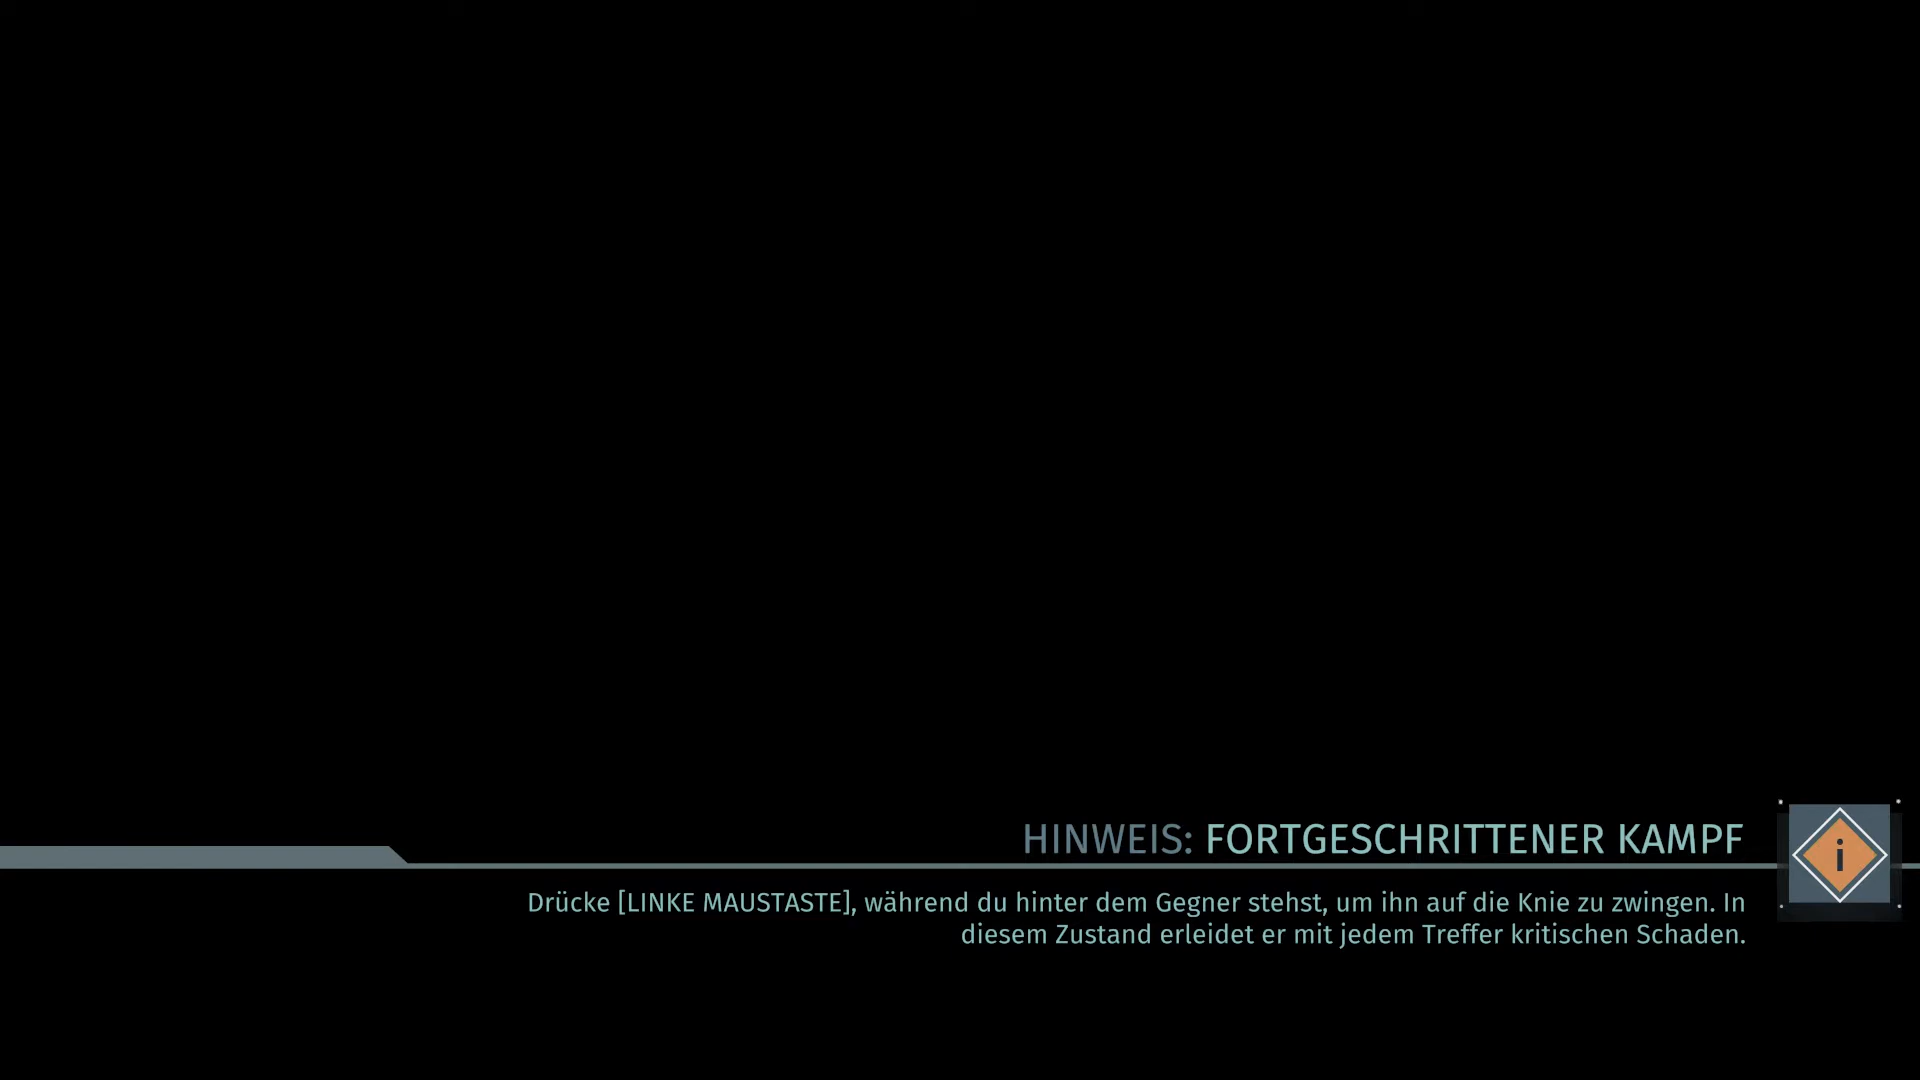 HINWEIS: FORTGESCHRITTENER KAMPF
i
Drücke [LINKE MAUSTASTE], während du hinter dem Gegner stehst, um ihn auf die Knie zu zwingen. In
diesem Zustand erleidet er mit jedem Treffer kritischen Schaden.